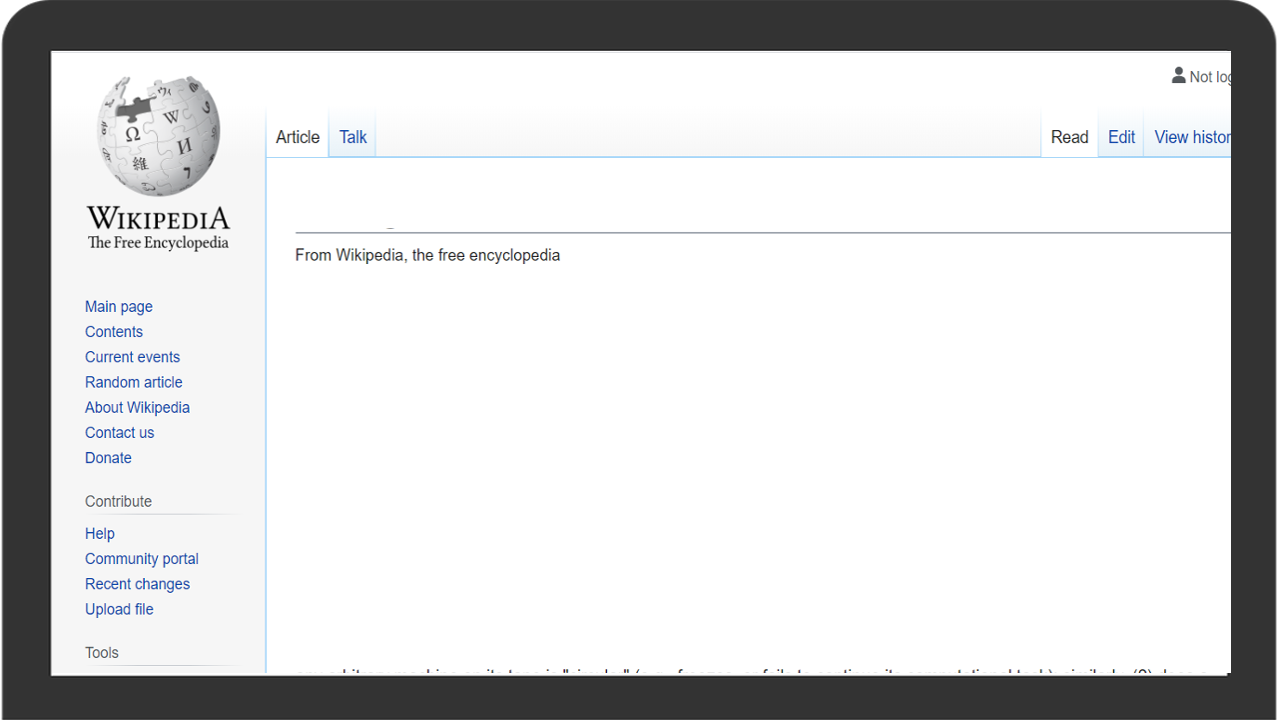 Not log
Article Talk Read Edit View histor
WIKIPEDIA
The Free Encyclopedia
From Wikipedia, the free encyclopedia
Main page
Contents
Current events
Random article
About Wikipedia
Contact us
Donate
Contribute
Help
Community portal
Recent changes
Upload file
Tools